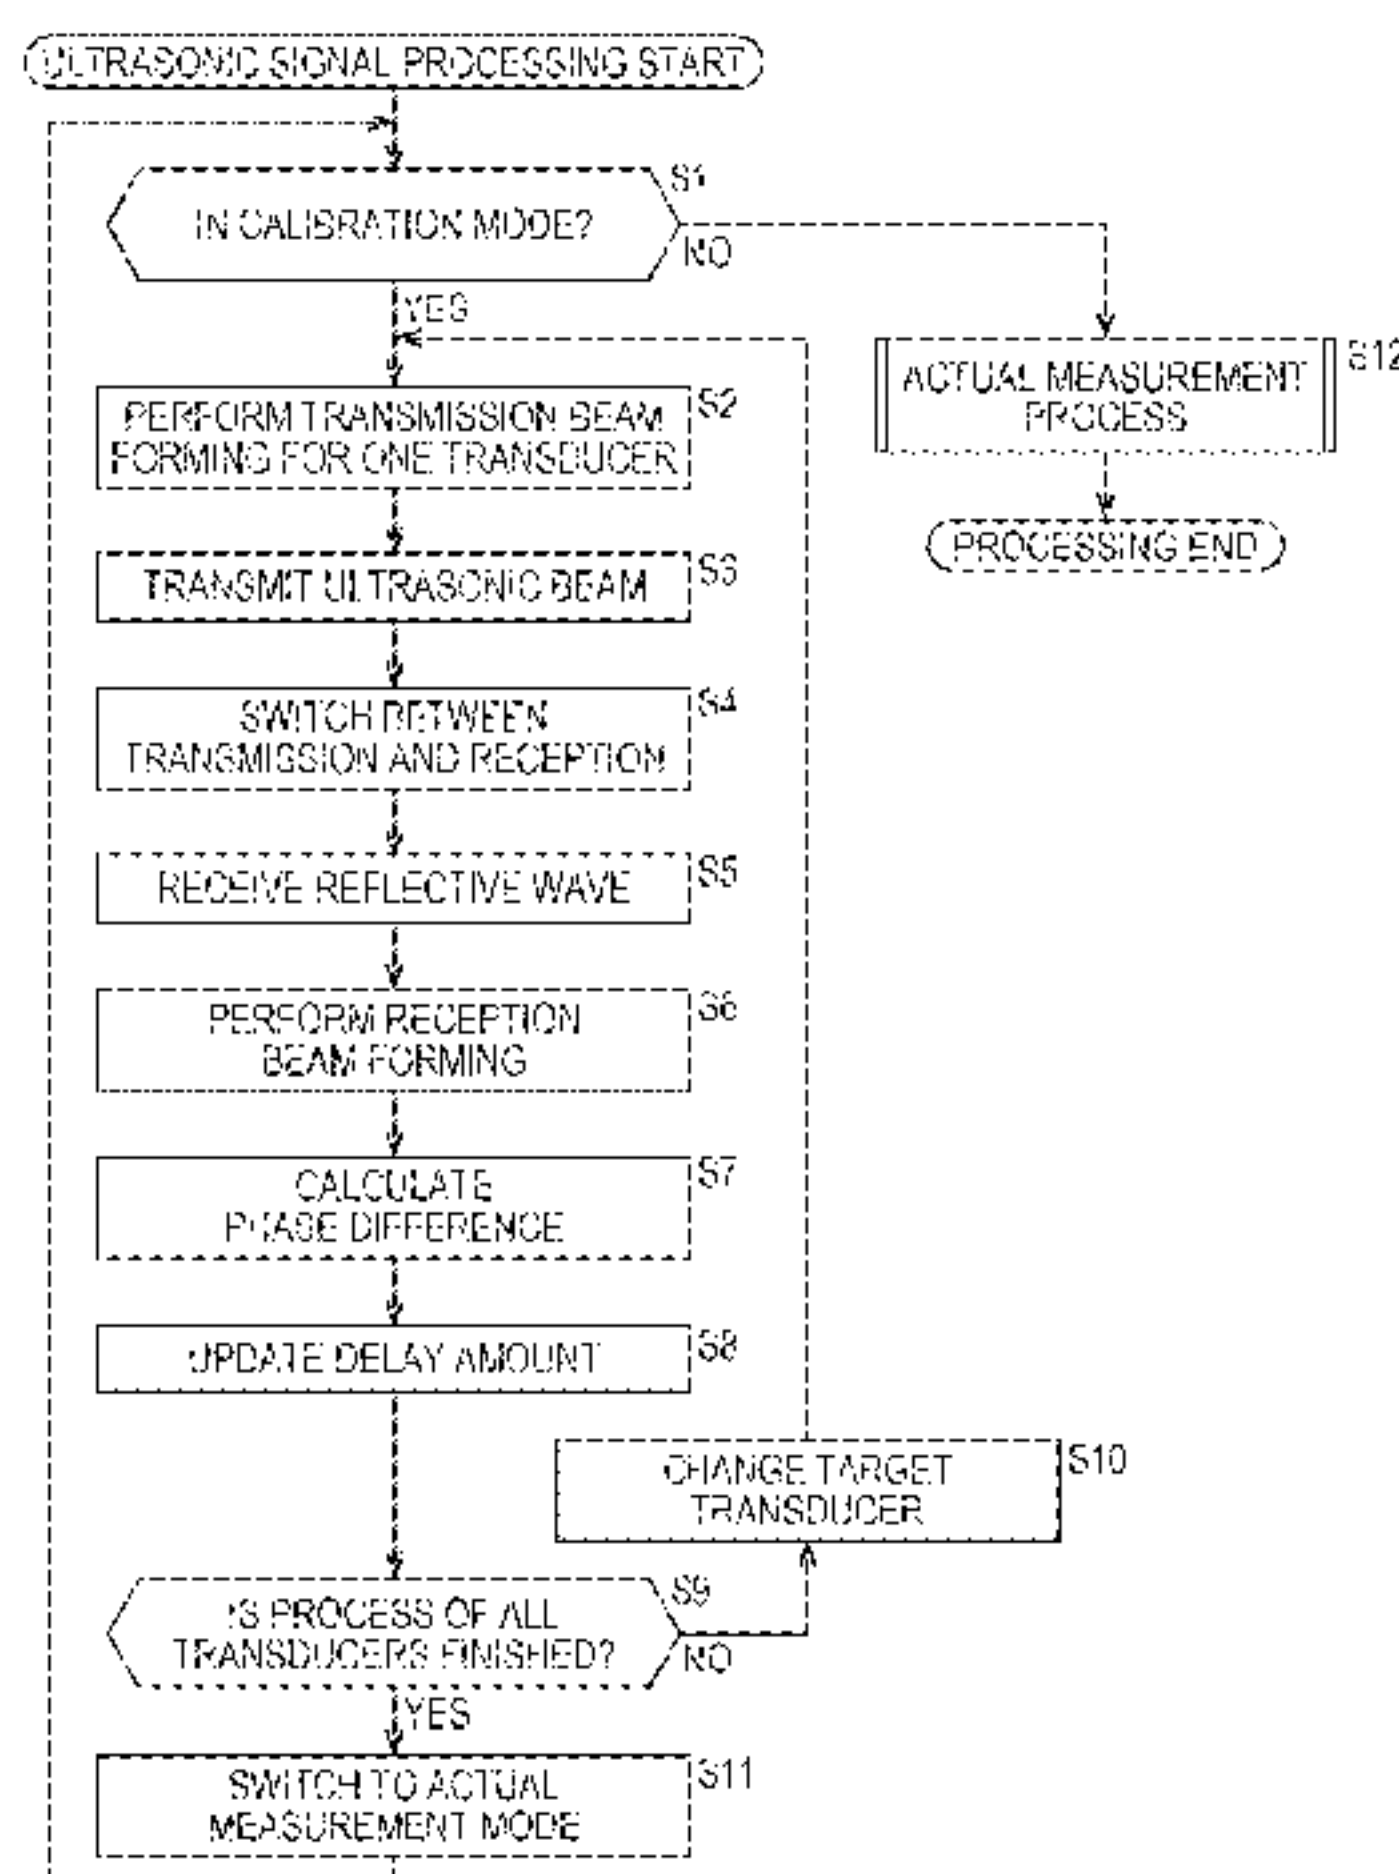 ULTRASONIC SIGNAL PROCESSING START
S1
IN CALIBRATION MODE?
NO
YES
S12
ACTUAL MEASUREMENT
PROCESS
S2
PERFORM TRANSMISSION BEAM
FORMING FOR ONE TRANSDUCER
PROCESSING END
S3
TRANSMIT ULTRASONIC BEAM
S4
SWITCH BETWEEN
TRANSMISSION AND RECEPTION
S5
RECEIVE REFLECTIVE WAVE
S6
PERFORM RECEPTION
BEAM FORMING
S7
CALCULATE
PHASE DIFFERENCE
S8
UPDATE DELAY AMOUNT
S10
CHANGE TARGET
TRANSDUCER
S9
IS PROCESS OF ALL
TRANSDUCERS FINISHED?
NO
YES
S11
SWITCH TO ACTUAL
MEASUREMENT MODE